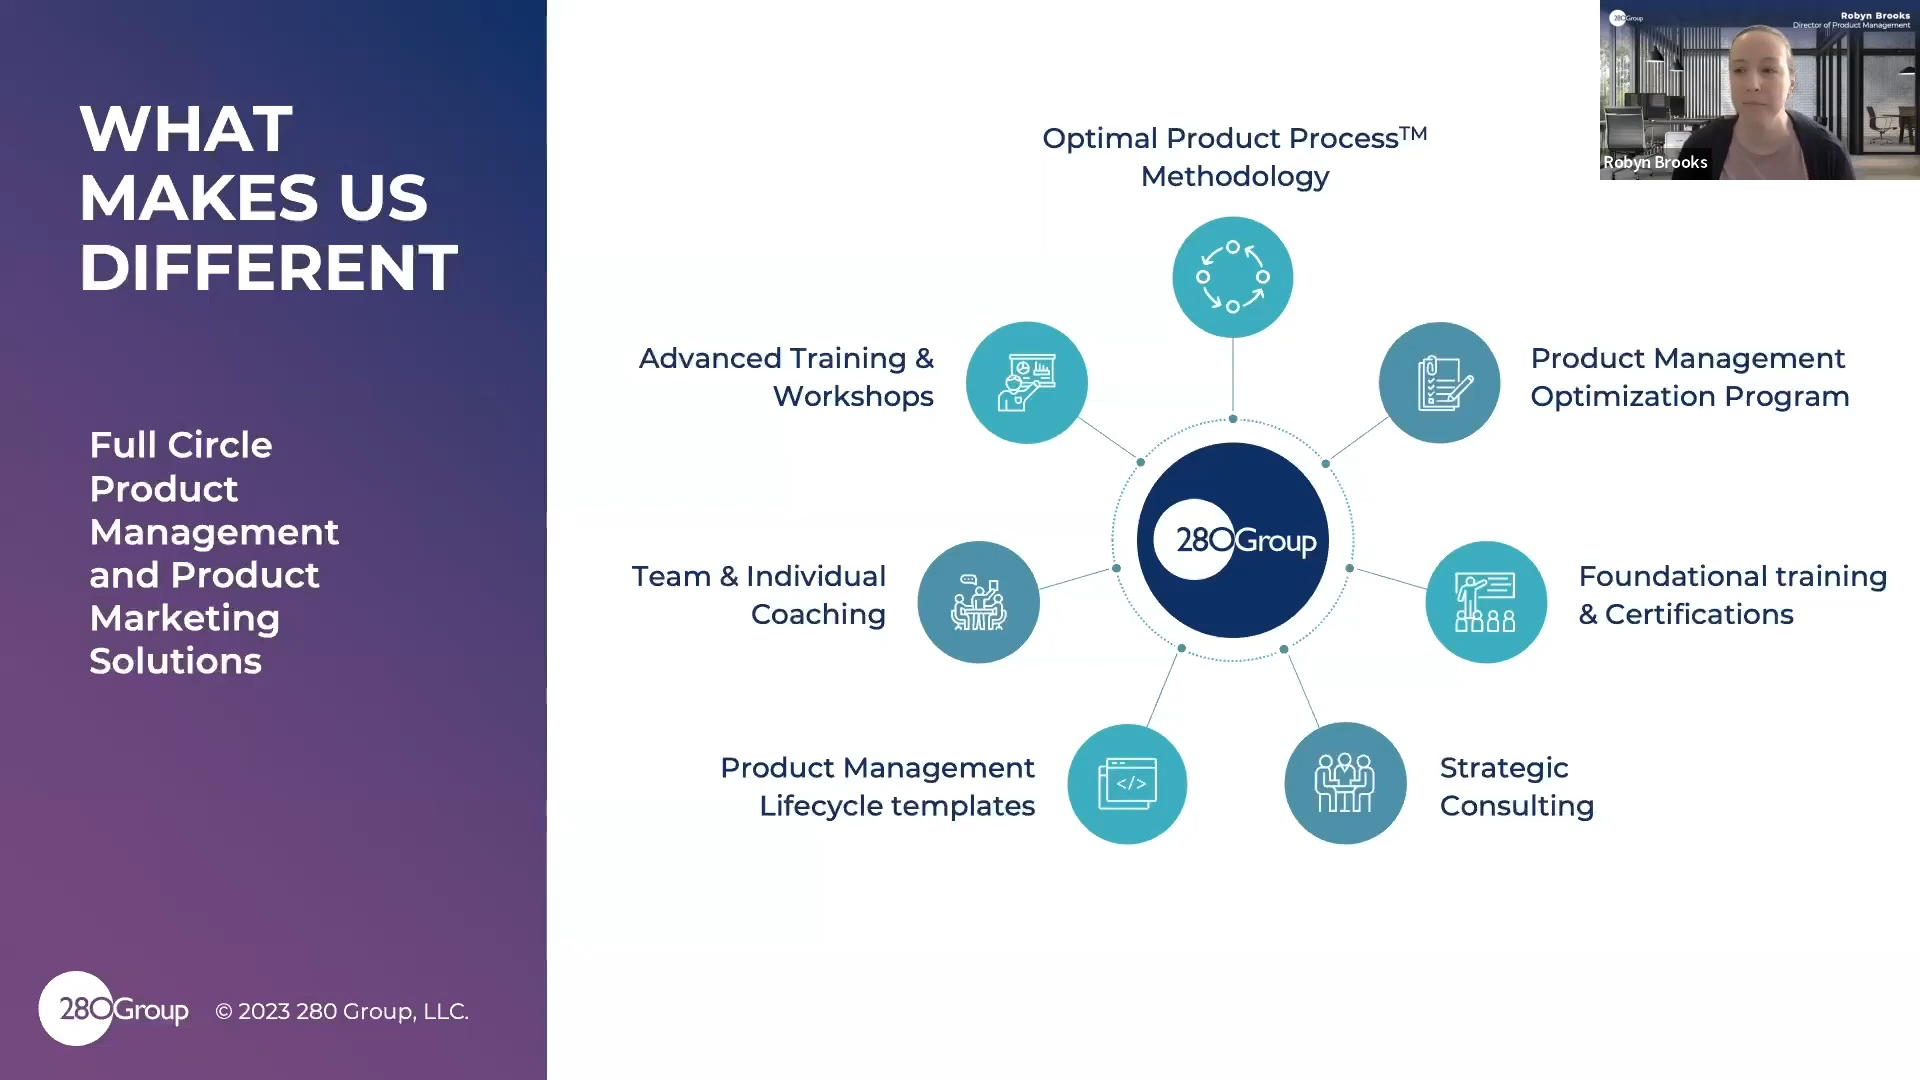 WHAT
MAKES US
DIFFERENT
Full Circle
Product
Management
and Product
Marketing
Solutions
280Group
© 2023 280 Group, LLC.
Optimal Product Process™
Methodology
Advanced Training &
Workshops
Product Management
Optimization Program
280Group
Team & Individual
Coaching
Foundational training
& Certifications
Product Management
Lifecycle templates
</>
Strategic
Consulting
280Group
Robyn Brooks
Director of Product Management
Robyn Brooks